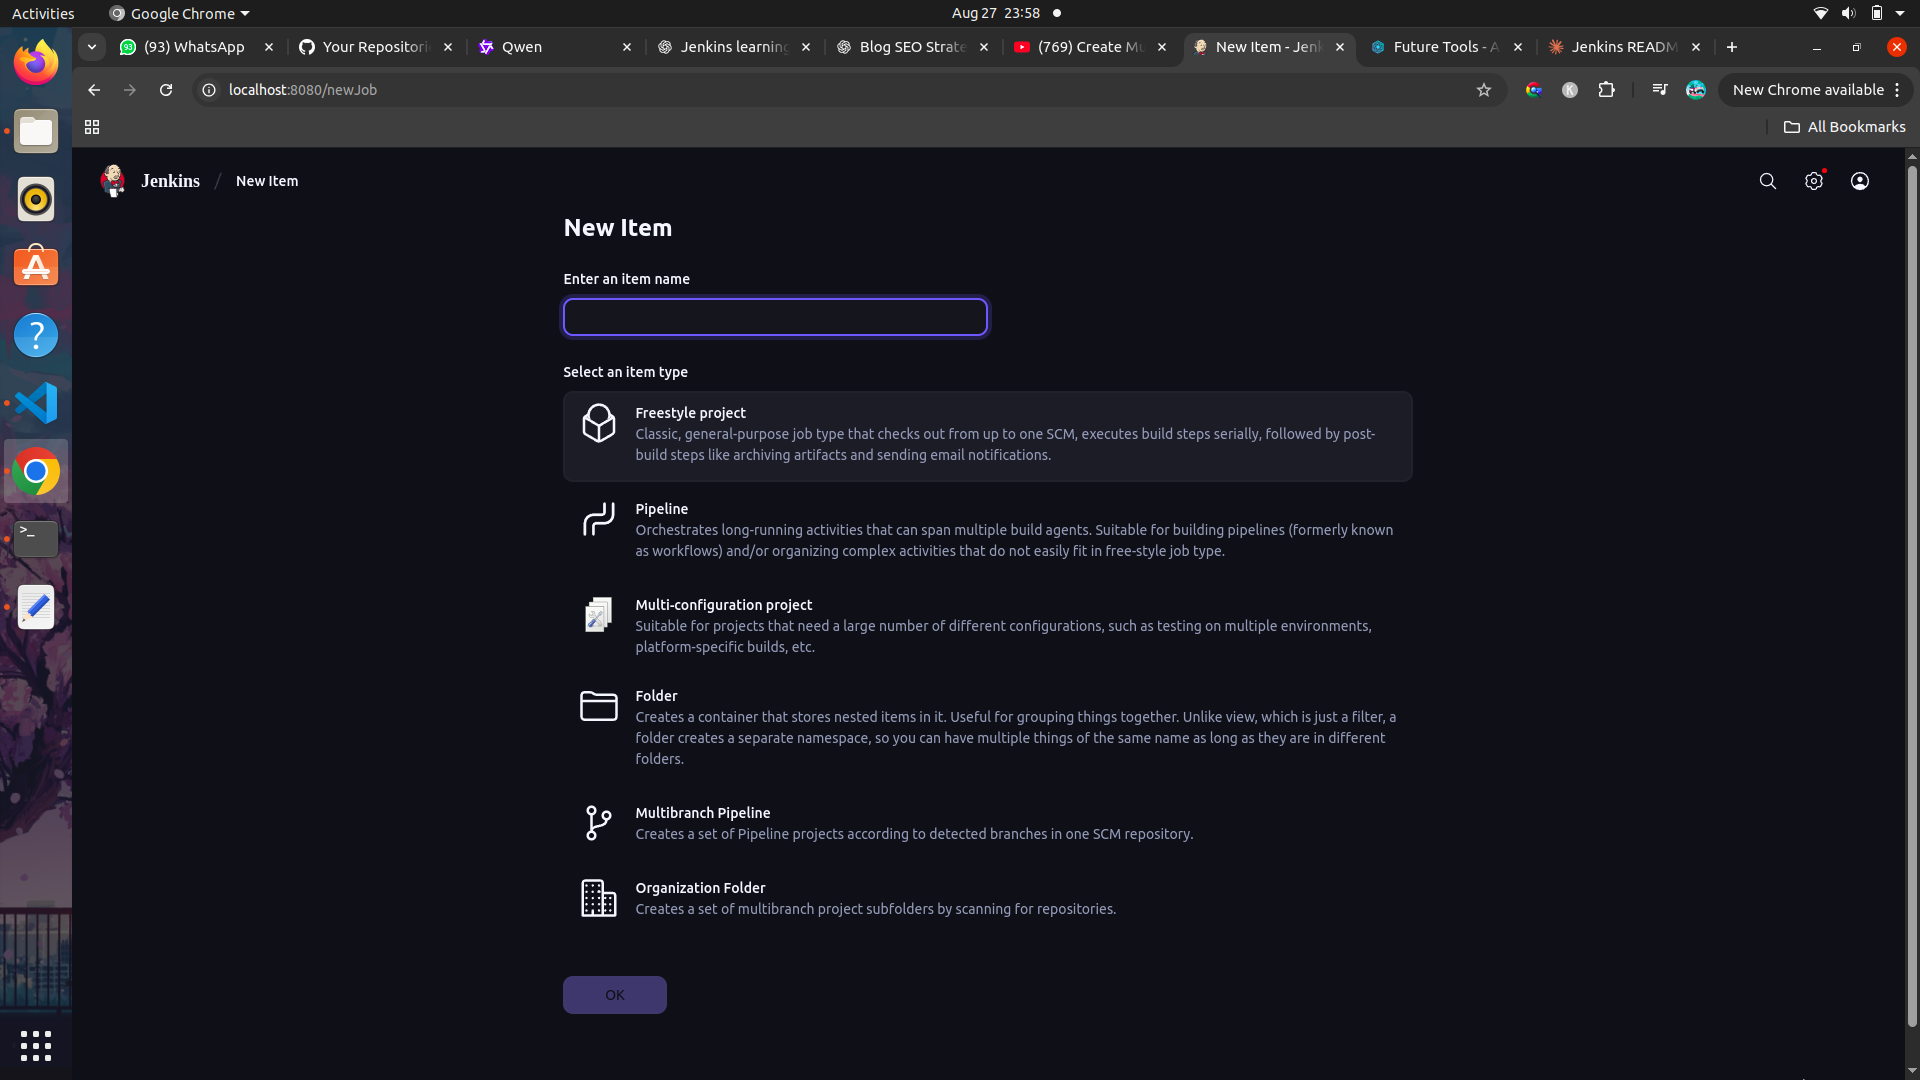 Activities
Google Chrome
Aug 27 23:58
93
(93) WhatsApp
Your Repositori
Qwen
Jenkins learning
Blog SEO Strate
(769) Create Mu
New Item - Jenk
Future Tools - A
Jenkins READM
localhost:8080/newJob
K
New Chrome available
All Bookmarks
Jenkins / New Item
New Item
Enter an item name
Select an item type
Freestyle project
Classic, general-purpose job type that checks out from up to one SCM, executes build steps serially, followed by post-
build steps like archiving artifacts and sending email notifications.
Pipeline
Orchestrates long-running activities that can span multiple build agents. Suitable for building pipelines (formerly known
as workflows) and/or organizing complex activities that do not easily fit in free-style job type.
Multi-configuration project
Suitable for projects that need a large number of different configurations, such as testing on multiple environments,
platform-specific builds, etc.
Folder
Creates a container that stores nested items in it. Useful for grouping things together. Unlike view, which is just a filter, a
folder creates a separate namespace, so you can have multiple things of the same name as long as they are in different
folders.
Multibranch Pipeline
Creates a set of Pipeline projects according to detected branches in one SCM repository.
Organization Folder
Creates a set of multibranch project subfolders by scanning for repositories.
OK